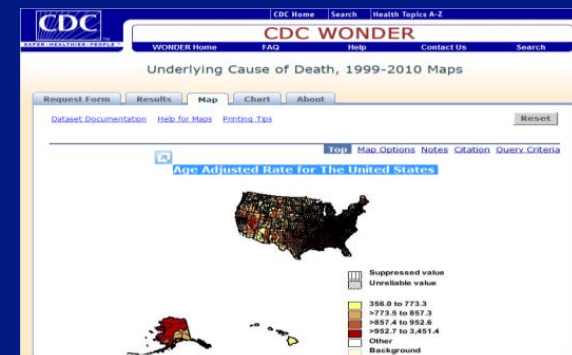 CDC Home Search Health Topics A-Z
CDC
SAFER·HEALTHIER·PEOPLE™
CDC WONDER
WONDER Home FAQ Help Contact Us Search
Underlying Cause of Death, 1999-2010 Maps
Request Form Results Map Chart About
Dataset Documentation Help for Maps Printing Tips Reset
Top Map Options Notes Citation Query Criteria
Age Adjusted Rate for The United States
Suppressed value
Unreliable value
356.0 to 773.3
>773.5 to 857.3
>857.4 to 952.6
>952.7 to 3,451.4
Other
Background